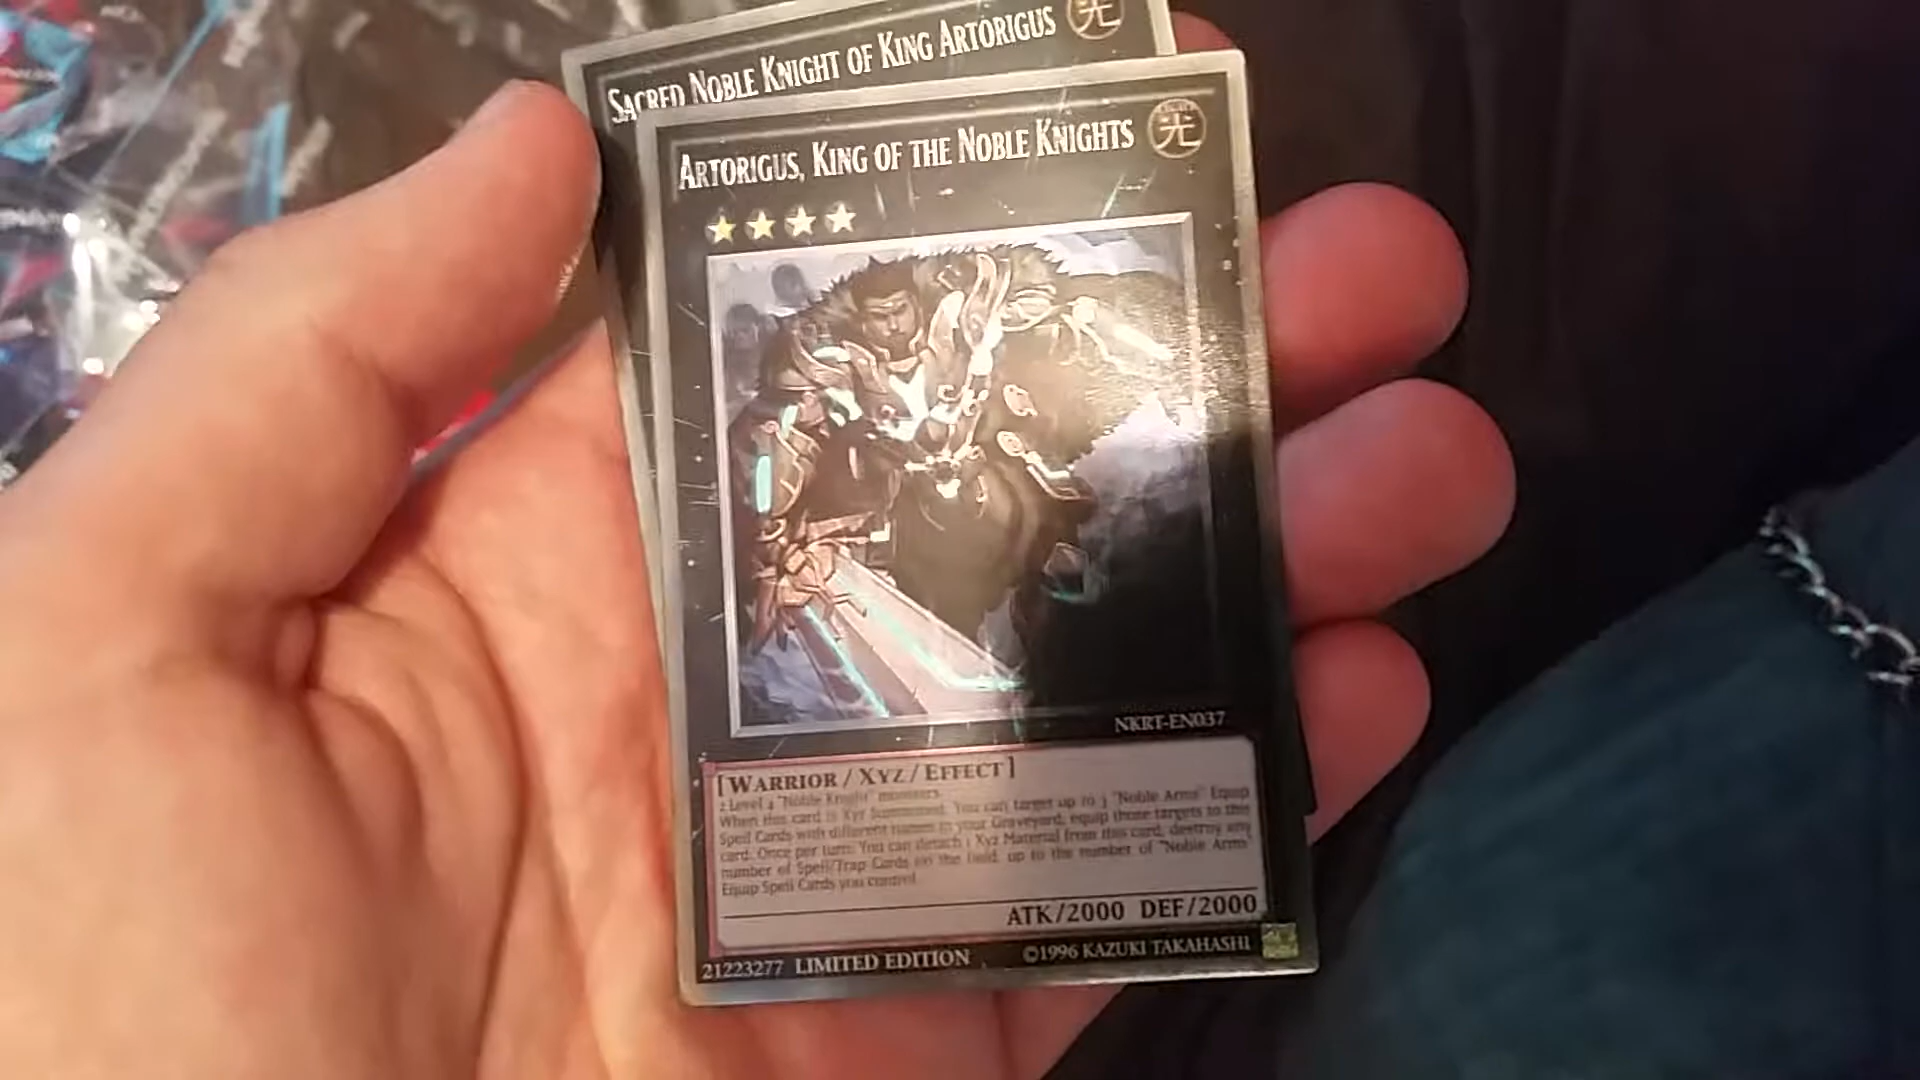 SACRED NOBLE KNIGHT OF KING ARTORIGUS
光
ARTORIGUS, KING OF THE NOBLE KNIGHTS
光
NKRT-EN037
[WARRIOR/XYZ/EFFECT]
2 Level 4 "Noble Knight" monsters
When this card is Xyz Summoned: You can target up to 3 "Noble Arms" Equip
Spell Cards with different names in your Graveyard; equip those targets to this
card. Once per turn: You can detach 1 Xyz Material from this card; destroy any
number of Spell/Trap Cards on the field, up to the number of "Noble Arms"
Equip Spell Cards you control.
ATK/2000 DEF/2000
21223277 LIMITED EDITION ©1996 KAZUKI TAKAHASHI